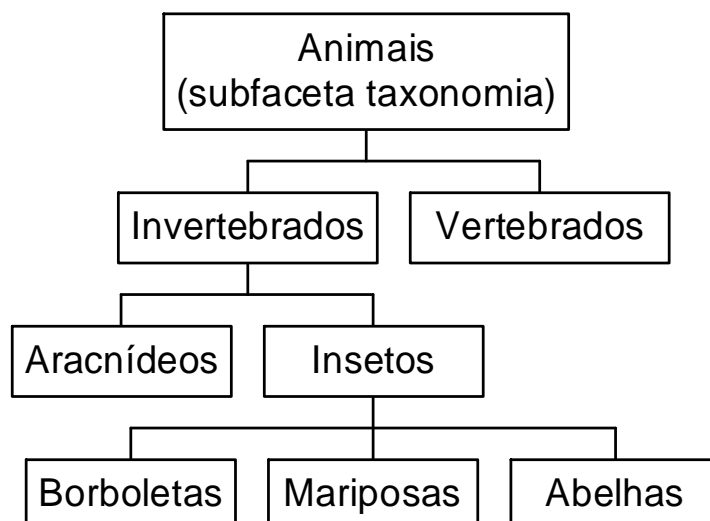 Animais
(subfaceta taxonomia)
Invertebrados
Vertebrados
Aracnídeos
Insetos
Borboletas
Mariposas
Abelhas